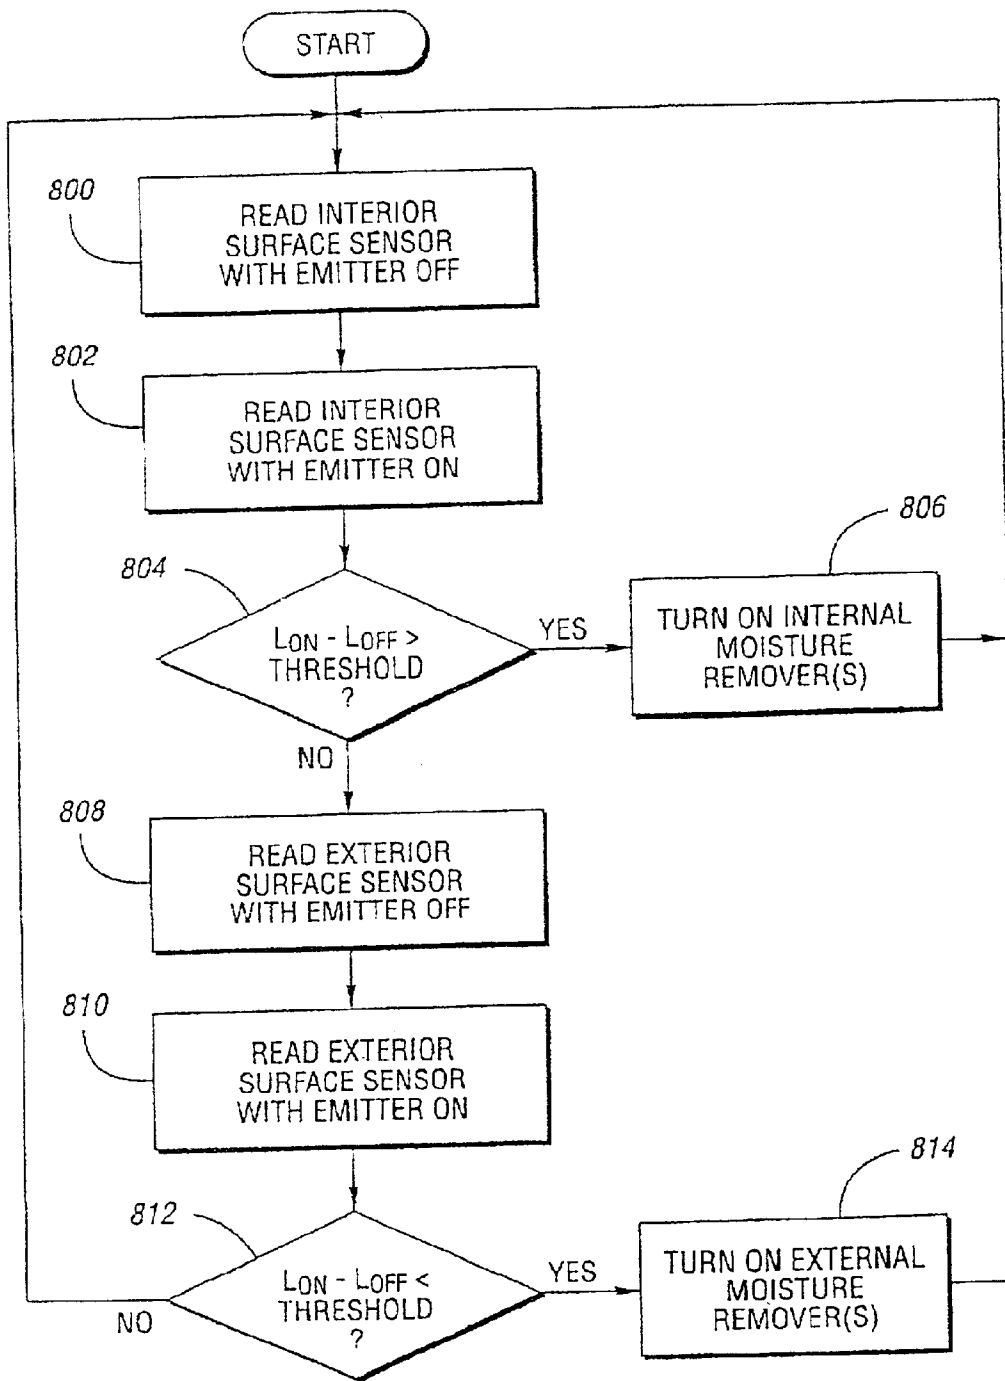 START
800
READ INTERIOR
SURFACE SENSOR
WITH EMITTER OFF
802
READ INTERIOR
SURFACE SENSOR
WITH EMITTER ON
804
LON - LOFF >
THRESHOLD
?
YES
806
TURN ON INTERNAL
MOISTURE
REMOVER(S)
NO
808
READ EXTERIOR
SURFACE SENSOR
WITH EMITTER OFF
810
READ EXTERIOR
SURFACE SENSOR
WITH EMITTER ON
812
LON - LOFF <
THRESHOLD
?
YES
814
TURN ON EXTERNAL
MOISTURE
REMOVER(S)
NO